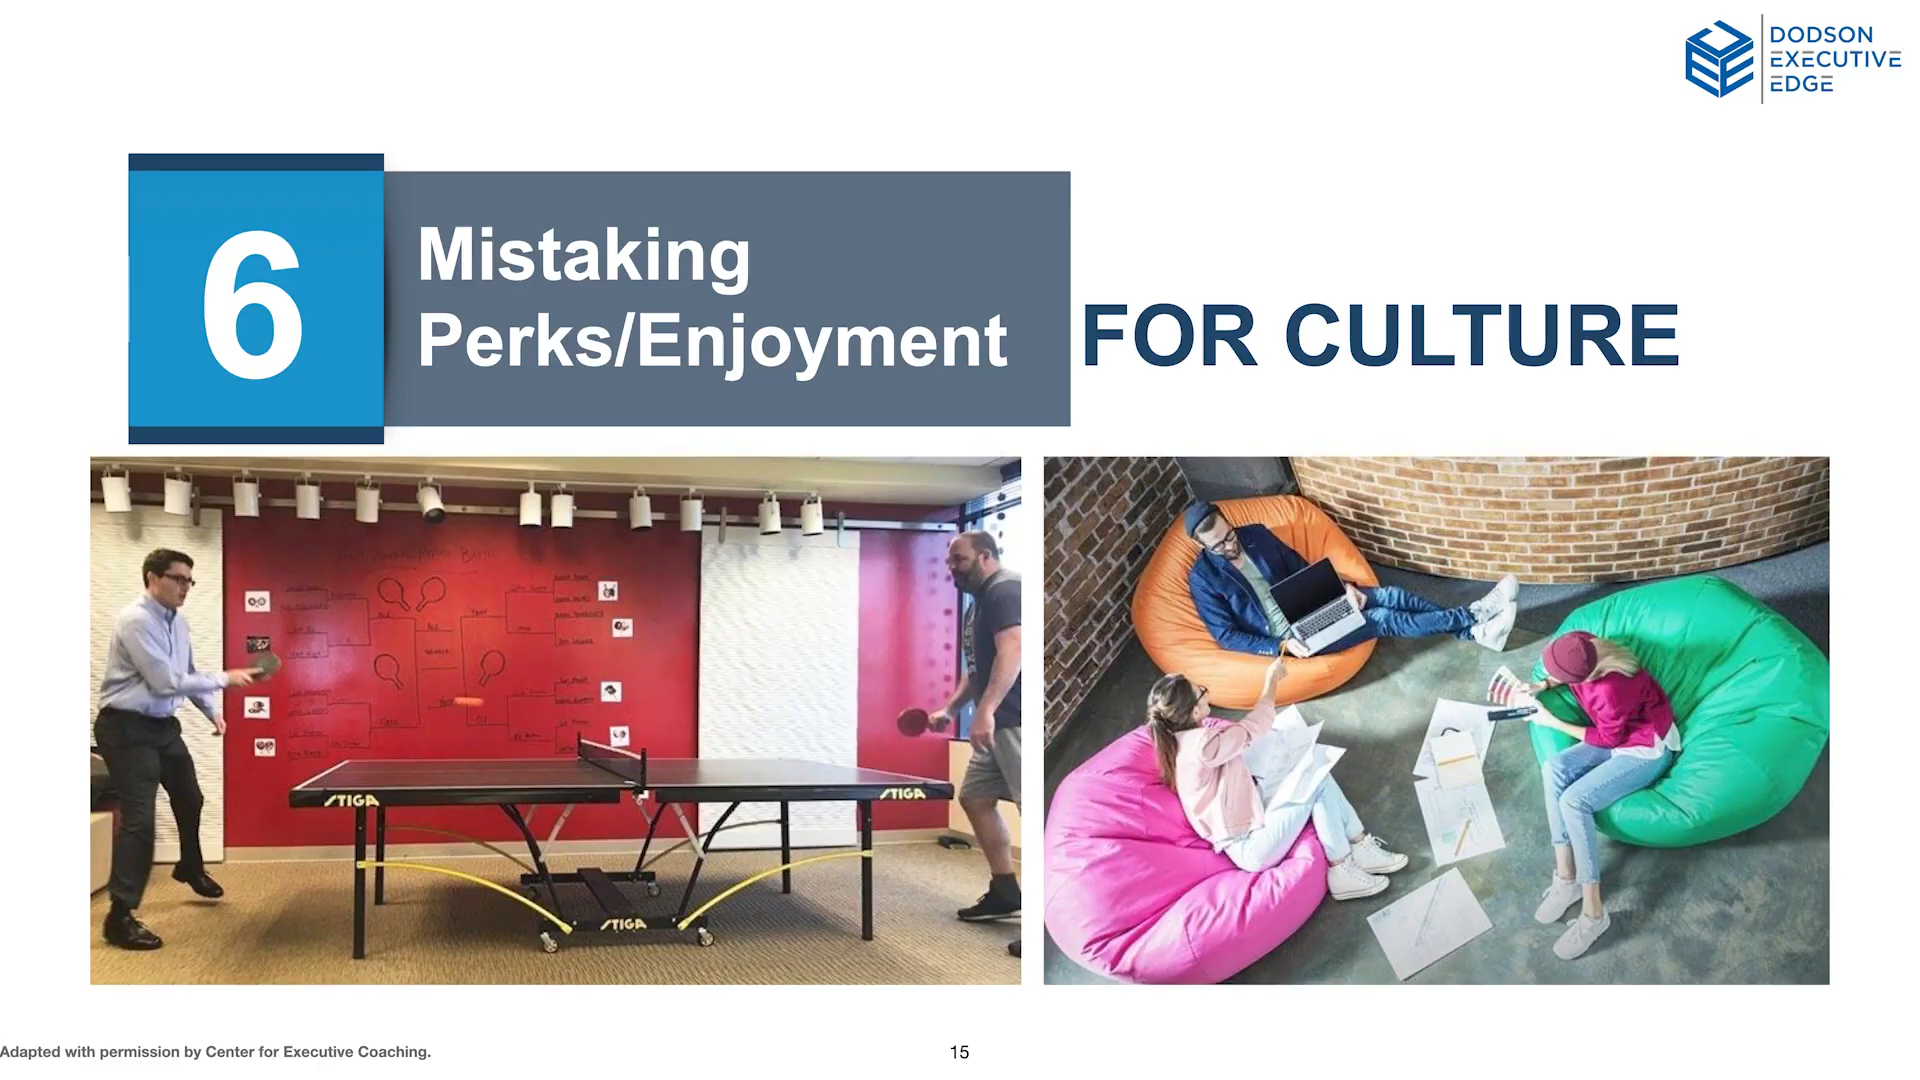 DODSON
EXECUTIVE
EDGE
6
Mistaking
Perks/Enjoyment
FOR CULTURE
STIGA
STIGA
STIGA
Adapted with permission by Center for Executive Coaching.
15